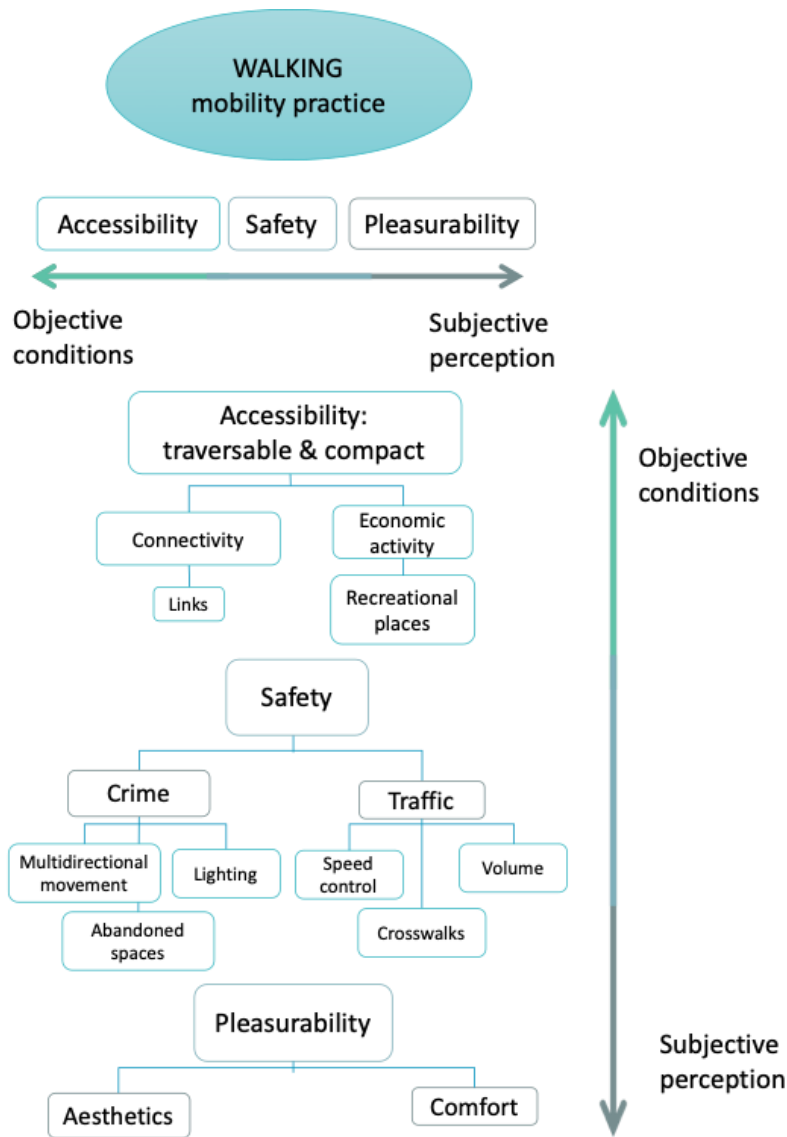 WALKING
mobility practice
Accessibility
Safety
Pleasurability
Objective
conditions
Subjective
perception
Accessibility:
traversable & compact
Objective
conditions
Connectivity
Economic
activity
Links
Recreational
places
Safety
Crime
Traffic
Multidirectional
movement
Lighting
Speed
control
Volume
Abandoned
spaces
Crosswalks
Pleasurability
Subjective
perception
Aesthetics
Comfort